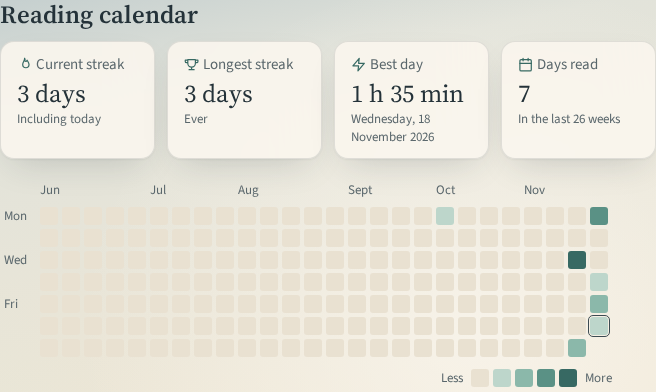 Reading calendar
Current streak
3 days
Including today
Longest streak
3 days
Ever
Best day
1 h 35 min
Wednesday, 18
November 2026
Days read
7
In the last 26 weeks
Jun Jul Aug Sept Oct Nov
Mon
Wed
Fri
Less More